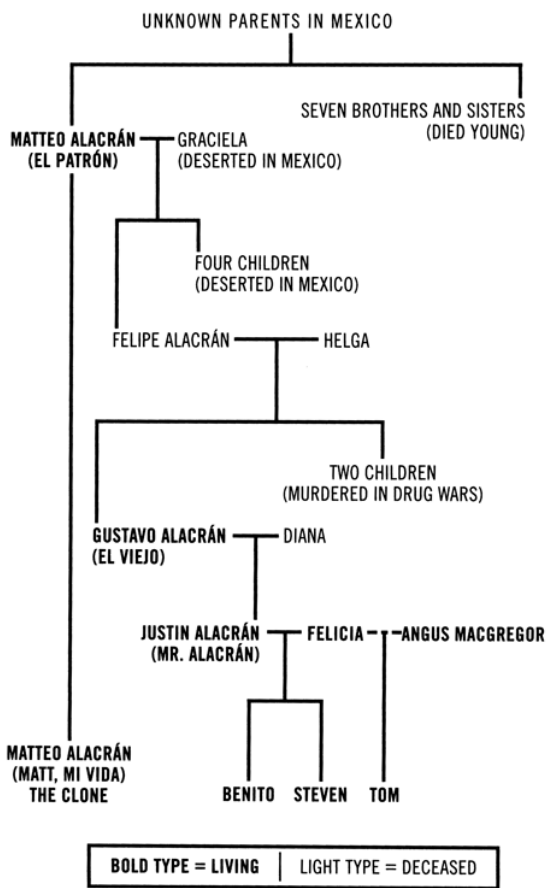 UNKNOWN PARENTS IN MEXICO
SEVEN BROTHERS AND SISTERS
(DIED YOUNG)
MATTEO ALACRÁN
(EL PATRÓN)
GRACIELA
(DESERTED IN MEXICO)
FOUR CHILDREN
(DESERTED IN MEXICO)
FELIPE ALACRÁN
HELGA
TWO CHILDREN
(MURDERED IN DRUG WARS)
GUSTAVO ALACRÁN
(EL VIEJO)
DIANA
JUSTIN ALACRÁN
(MR. ALACRÁN)
FELICIA
ANGUS MACGREGOR
MATTEO ALACRÁN
(MATT, MI VIDA)
THE CLONE
BENITO
STEVEN
TOM
BOLD TYPE = LIVING
LIGHT TYPE = DECEASED